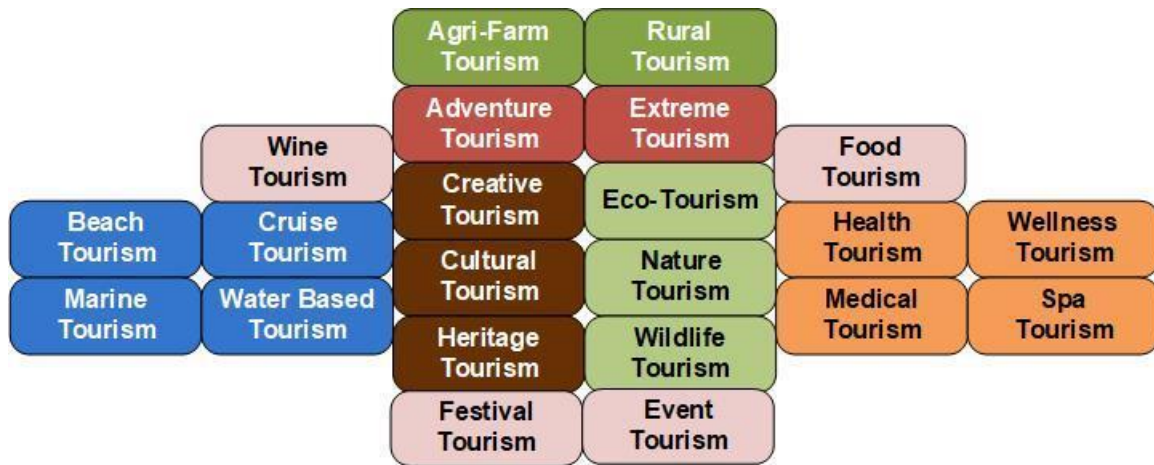 Agri-Farm
Tourism
Rural
Tourism
Adventure
Tourism
Extreme
Tourism
Wine
Tourism
Food
Tourism
Creative
Tourism
Eco-Tourism
Beach
Tourism
Cruise
Tourism
Health
Tourism
Wellness
Tourism
Cultural
Tourism
Nature
Tourism
Marine
Tourism
Water Based
Tourism
Medical
Tourism
Spa
Tourism
Heritage
Tourism
Wildlife
Tourism
Festival
Tourism
Event
Tourism